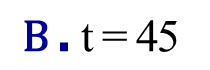 B. t = 45